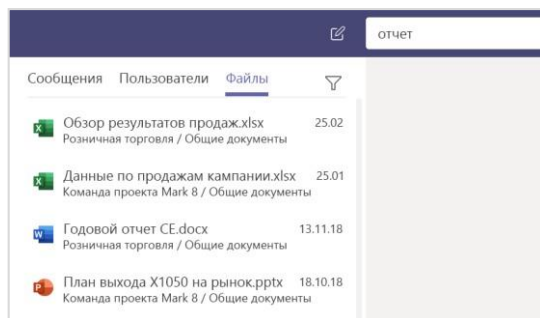 отчет
Сообщения Пользователи Файлы
Обзор результатов продаж.xlsx 25.02
Розничная торговля / Общие документы
Данные по продажам кампании.xlsx 25.01
Команда проекта Mark 8 / Общие документы
Годовой отчет CE.docx 13.11.18
Розничная торговля / Общие документы
План выхода X1050 на рынок.pptx 18.10.18
Команда проекта Mark 8 / Общие документы